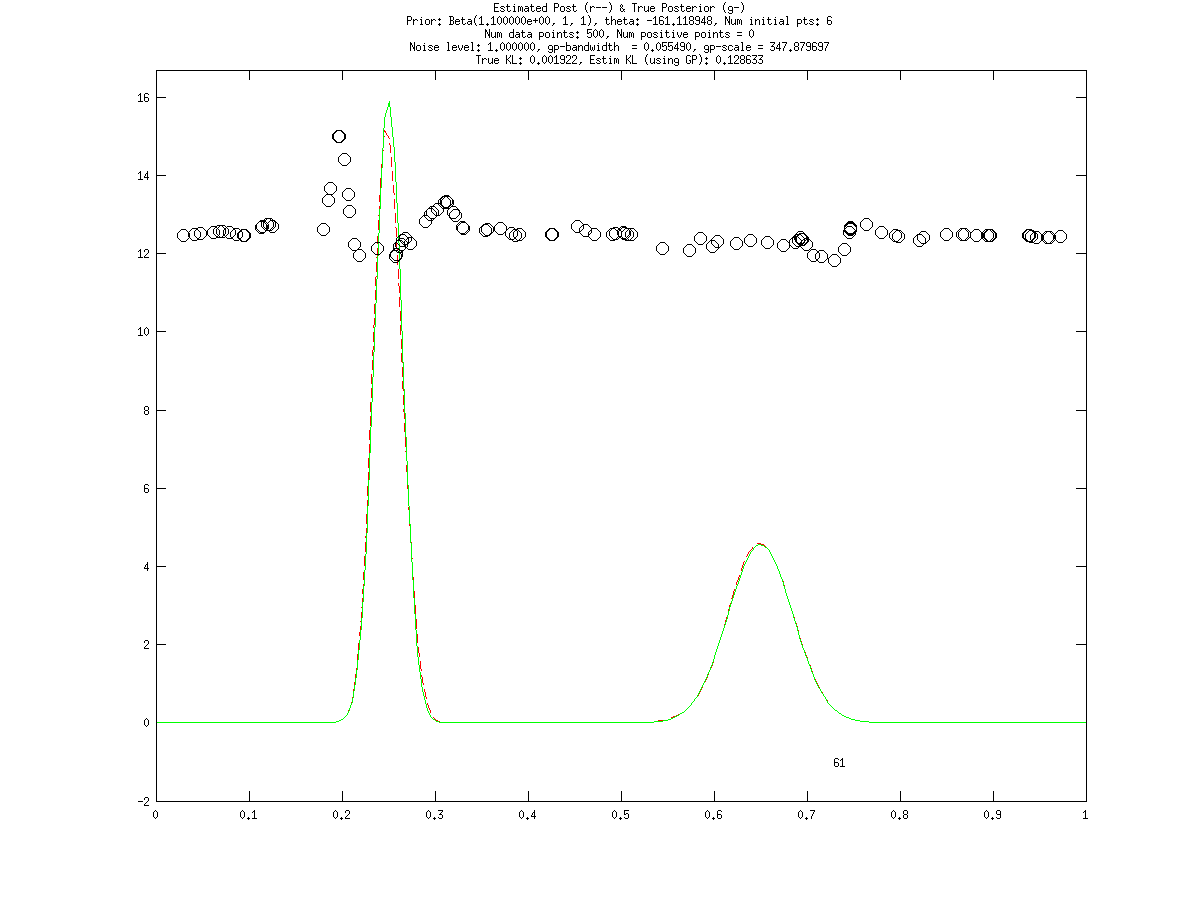 Estimated Post (r--) & True Posterior (g-)
Prior: Beta(1.100000e+00, 1, 1), theta: -161.118948, Num initial pts: 6
Num data points: 500, Num positive points = 0
Noise level: 1.000000, gp-bandwidth  = 0.055490, gp-scale = 347.879697
True KL: 0.001922, Estim KL (using GP): 0.128633
16
14
12
10
8
6
4
2
0
61
-2
0 0.1 0.2 0.3 0.4 0.5 0.6 0.7 0.8 0.9 1